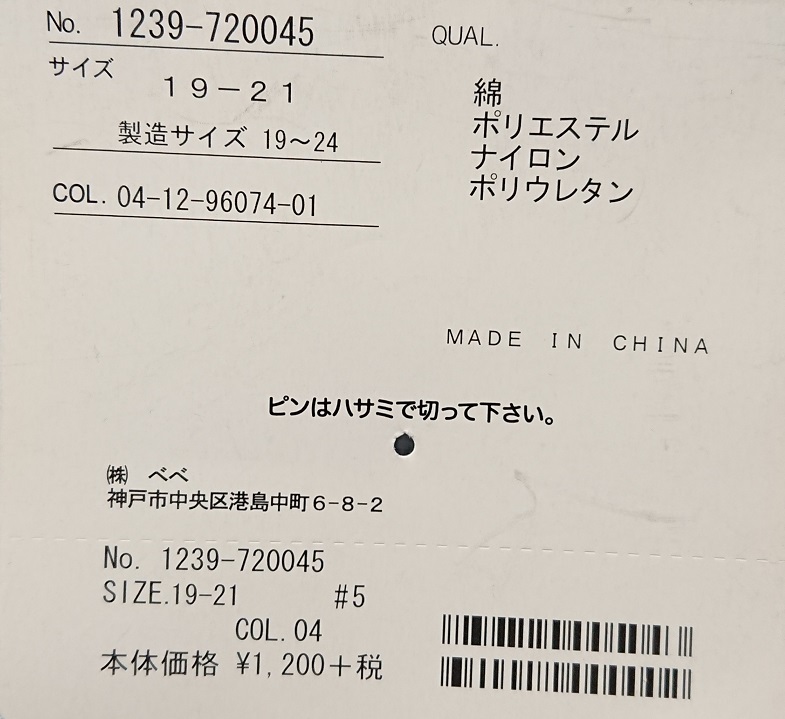 No. 1239-720045
サイズ
19-21
製造サイズ 19～24
COL. 04-12-96074-01
QUAL.
綿
ポリエステル
ナイロン
ポリウレタン
MADE IN CHINA
ピンはハサミで切って下さい。
㈱ べべ
神戸市中央区港島中町6-8-2
No. 1239-720045
SIZE.19-21 #5
COL. 04
本体価格 ¥1,200+税